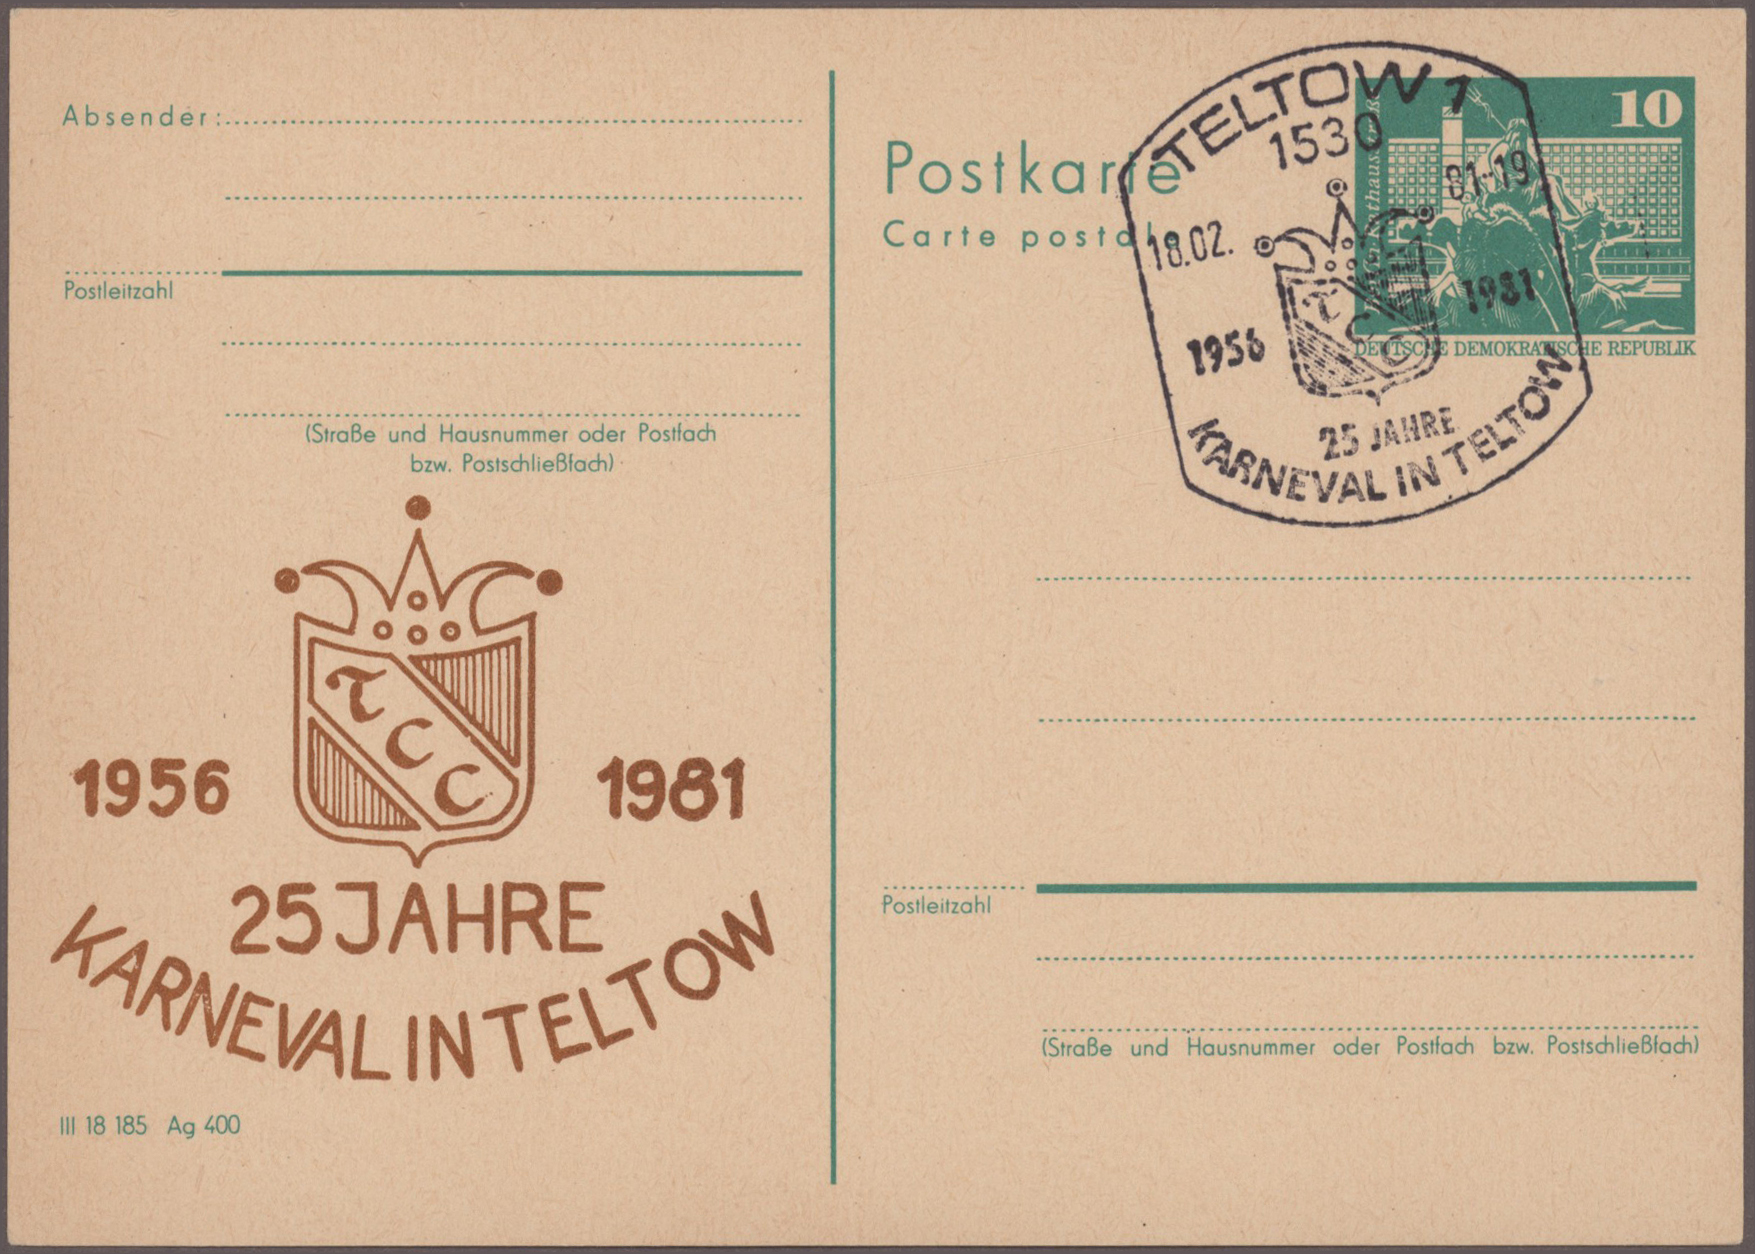 Absender:
Postleitzahl
(Straße und Hausnummer oder Postfach
bzw. Postschließfach)
TCC
1956 1981
25 JAHRE
KARNEVAL IN TELTOW
III 18 185 Ag 400
Postkarte
Carte postale
TELTOW 1
1530
18.02. 81-19
TCC
1956 1981
25 JAHRE
KARNEVAL IN TELTOW
10
DEUTSCHE DEMOKRATISCHE REPUBLIK
Postleitzahl
(Straße und Hausnummer oder Postfach bzw. Postschließfach)